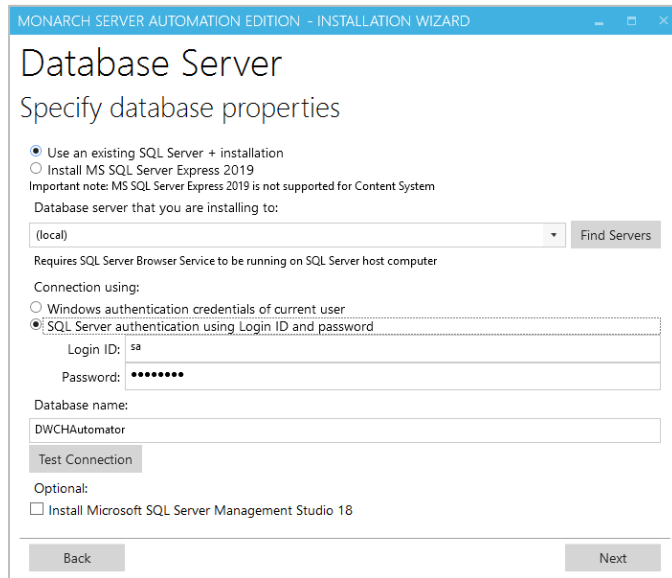 MONARCH SERVER AUTOMATION EDITION - INSTALLATION WIZARD
Database Server
Specify database properties
Use an existing SQL Server + installation
Install MS SQL Server Express 2019
Important note: MS SQL Server Express 2019 is not supported for Content System
Database server that you are installing to:
(local)
Find Servers
Requires SQL Server Browser Service to be running on SQL Server host computer
Connection using:
Windows authentication credentials of current user
SQL Server authentication using Login ID and password
Login ID: sa
Password: ••••••••
Database name:
DWCHAutomator
Test Connection
Optional:
Install Microsoft SQL Server Management Studio 18
Back Next